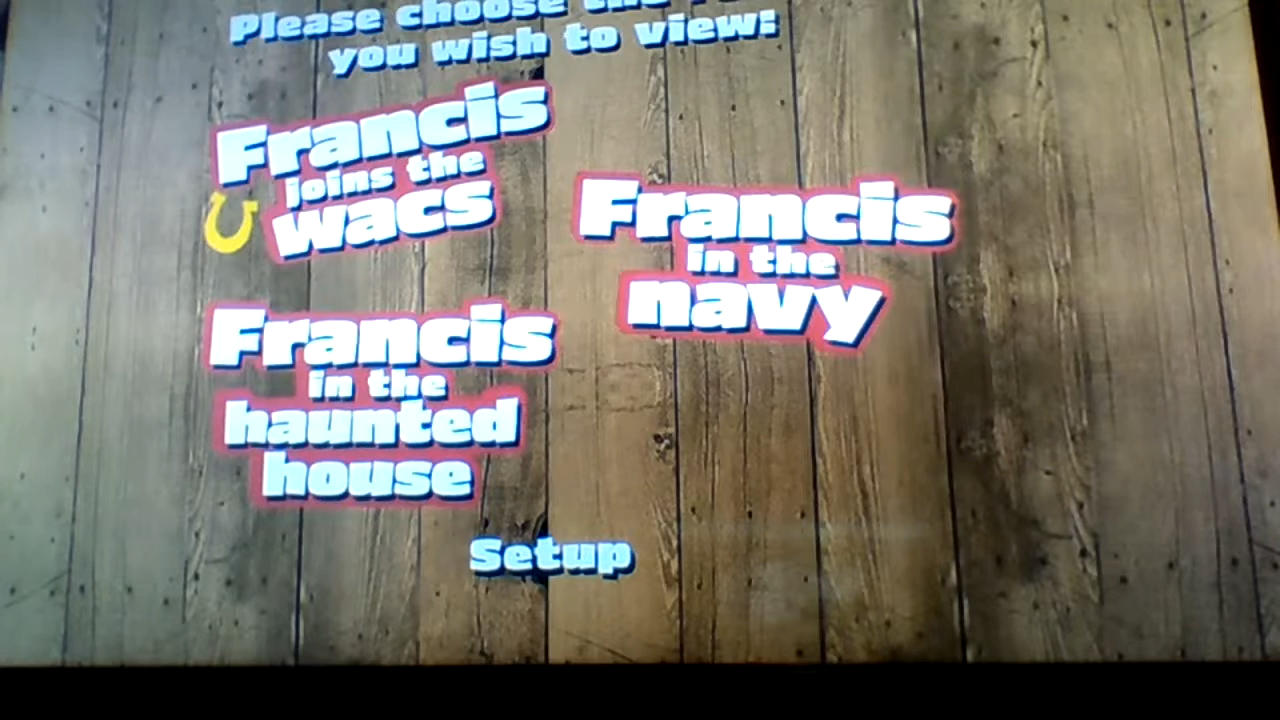 Please choose the
you wish to view:
Francis
joins the
wacs
Francis
in the
navy
Francis
in the
haunted
house
Setup